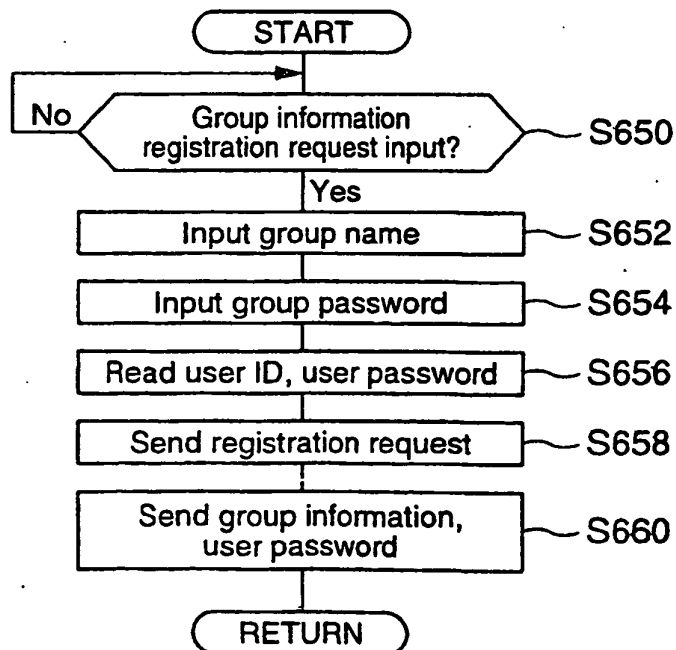 START
No
Group information
registration request input?
S650
Yes
Input group name
S652
Input group password
S654
Read user ID, user password
S656
Send registration request
S658
Send group information,
user password
S660
RETURN